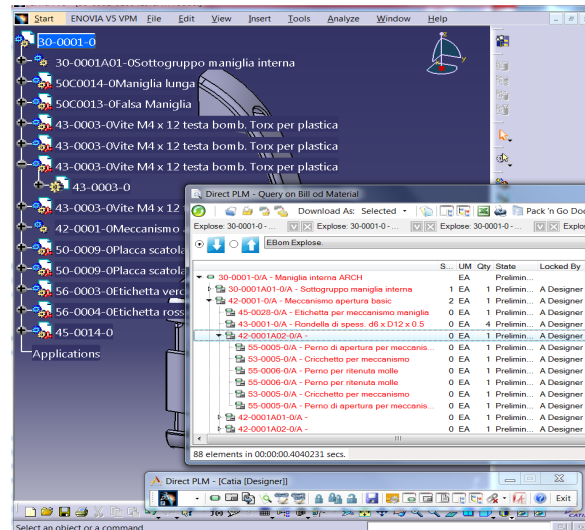 Start ENOVIA V5 VPM File Edit View Insert Tools Analyze Window Help
30-0001-0
30-0001A01-0Sottogruppo maniglia interna
50C0014-0Maniglia lunga
50C0013-0Falsa Maniglia
43-0003-0Vite M4 x 12 testa bomb. Torx per plastica
43-0003-0Vite M4 x 12 testa bomb. Torx per plastica
43-0003-0Vite M4 x 12 testa bomb. Torx per plastica
43-0003-0
43-0003-0Vite M4 x 12
42-0001-0Meccanismo
50-0009-0Placca scatola
50-0009-0Placca scatola
56-0003-0Etichetta verd
56-0004-0Etichetta ross
45-0014-0
Applications
Direct PLM - Query on Bill od Material
Download As: Selected Pack 'n Go Doc
Explose: 30-0001-0 - ... Explose: 30-0001-0 - ... Explose: 30-0001-0 - ... Explos
EBom Explose.
S... UM Qty State Locked By
30-0001-0/A - Maniglia interna ARCH EA Prelimin...
30-0001A01-0/A - Sottogruppo maniglia interna 1 EA 1 Prelimin... A Designer
42-0001-0/A - Meccanismo apertura basic 2 EA 1 Prelimin... A Designer
45-0028-0/A - Etichetta per meccanismo maniglia 0 EA 1 Prelimin... A Designer
43-0001-0/A - Rondella di spess. d6 x D12 x 0.5 0 EA 4 Prelimin... A Designer
42-0001A02-0/A - 0 EA 1 Prelimin... A Designer
55-0005-0/A - Perno di apertura per meccanis... 0 EA 1 Prelimin... A Designer
53-0005-0/A - Cricchetto per meccanismo 0 EA 1 Prelimin... A Designer
55-0006-0/A - Perno per ritenuta molle 0 EA 1 Prelimin... A Designer
55-0006-0/A - Perno per ritenuta molle 0 EA 1 Prelimin... A Designer
53-0005-0/A - Cricchetto per meccanismo 0 EA 1 Prelimin... A Designer
55-0005-0/A - Perno di apertura per meccanis... 0 EA 1 Prelimin... A Designer
42-0001A01-0/A - 0 EA 1 Prelimin... A Designer
42-0001A02-0/A - 0 EA 1 Prelimin... A Designer
88 elements in 00:00:00.4040231 secs.
Direct PLM - [Catia [Designer]]
Exit
Select an object or a command